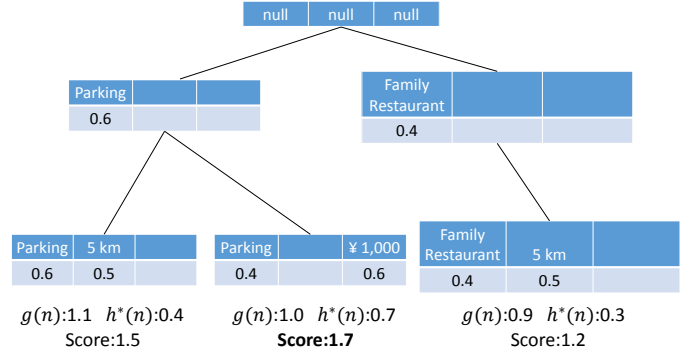 null null null
Parking
0.6
Family
Restaurant
0.4
Parking 5 km
0.6 0.5
g(n):1.1 h*(n):0.4
Score:1.5
Parking ¥ 1,000
0.4 0.6
g(n):1.0 h*(n):0.7
Score:1.7
Family
Restaurant 5 km
0.4 0.5
g(n):0.9 h*(n):0.3
Score:1.2